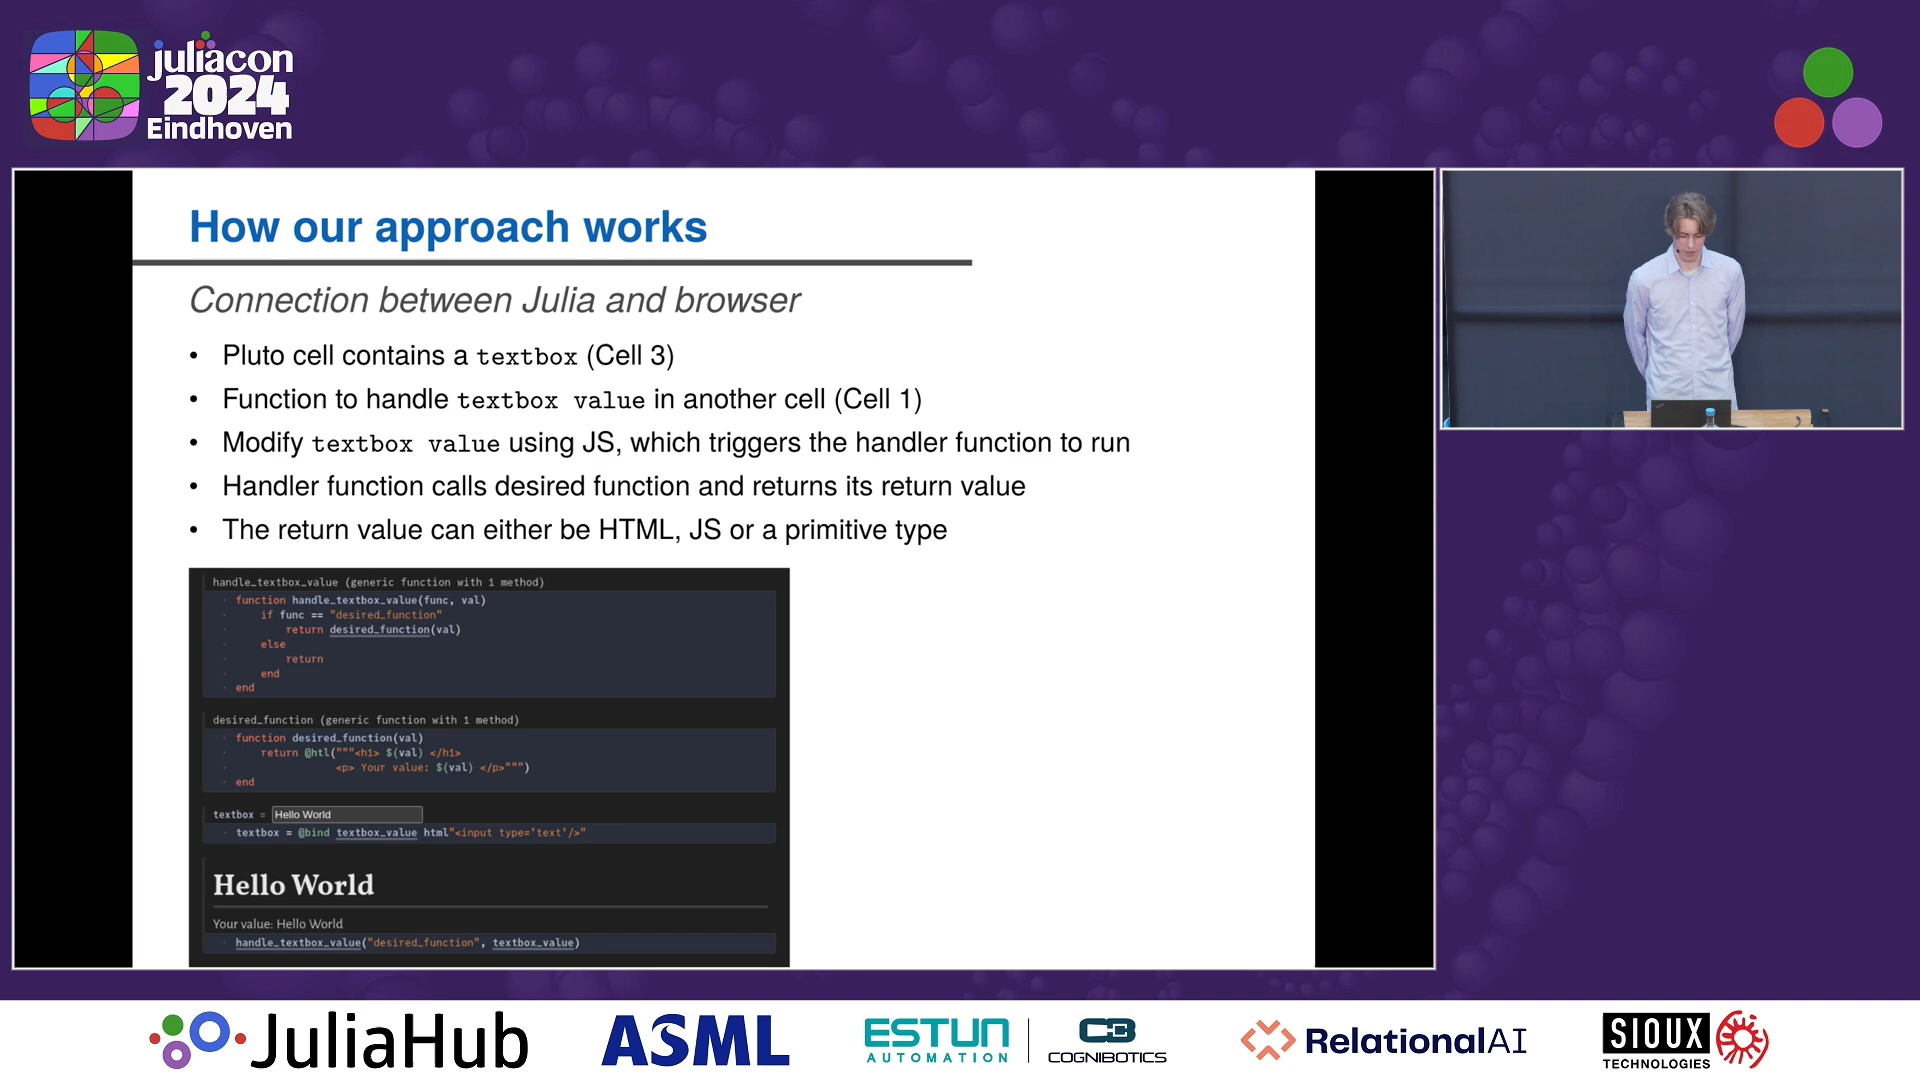 juliacon
2024
Eindhoven
How our approach works
Connection between Julia and browser
• Pluto cell contains a textbox (Cell 3)
• Function to handle textbox value in another cell (Cell 1)
• Modify textbox value using JS, which triggers the handler function to run
• Handler function calls desired function and returns its return value
• The return value can either be HTML, JS or a primitive type
handle_textbox_value (generic function with 1 method)
function handle_textbox_value(func, val)
if func == "desired_function"
return desired_function(val)
else
return
end
end
desired_function (generic function with 1 method)
function desired_function(val)
return @htl("""<h1> $(val) </h1>
<p> Your value: $(val) </p>""")
end
textbox = Hello World
textbox = @bind textbox_value html"<input type='text'/>"
Hello World
Your value: Hello World
handle_textbox_value("desired_function", textbox_value)
JuliaHub
ASML
ESTUN
AUTOMATION
COGNIBOTICS
RelationalAI
SIOUX
TECHNOLOGIES